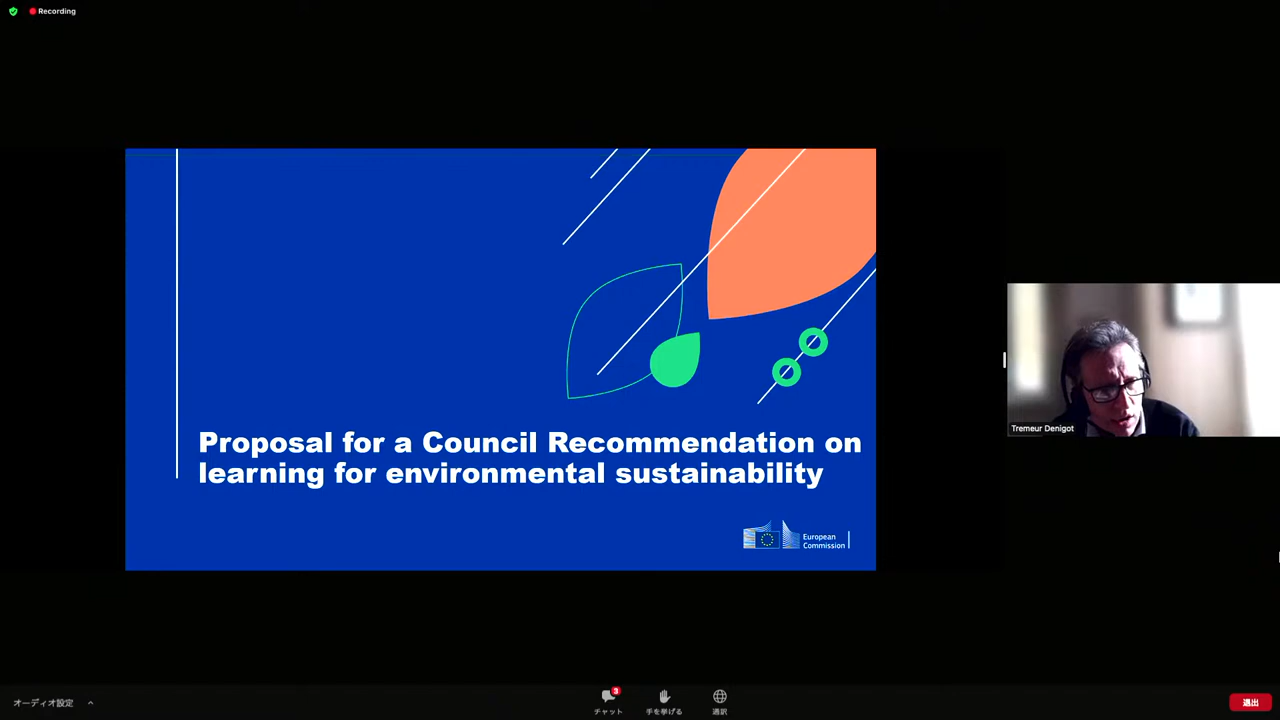 Recording
Proposal for a Council Recommendation on
learning for environmental sustainability
European
Commission
Tremeur Denigot
オーディオ設定
3
チャット
手を挙げる
通訳
退出